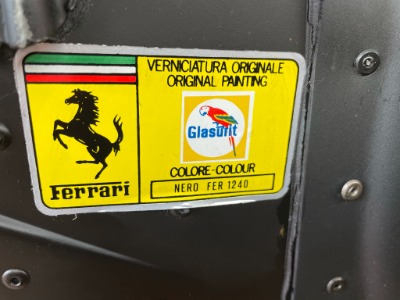 VERNICIATURA ORIGINALE
ORIGINAL PAINTING
Glasurit
COLORE-COLOUR
NERO FER 1240
Ferrari